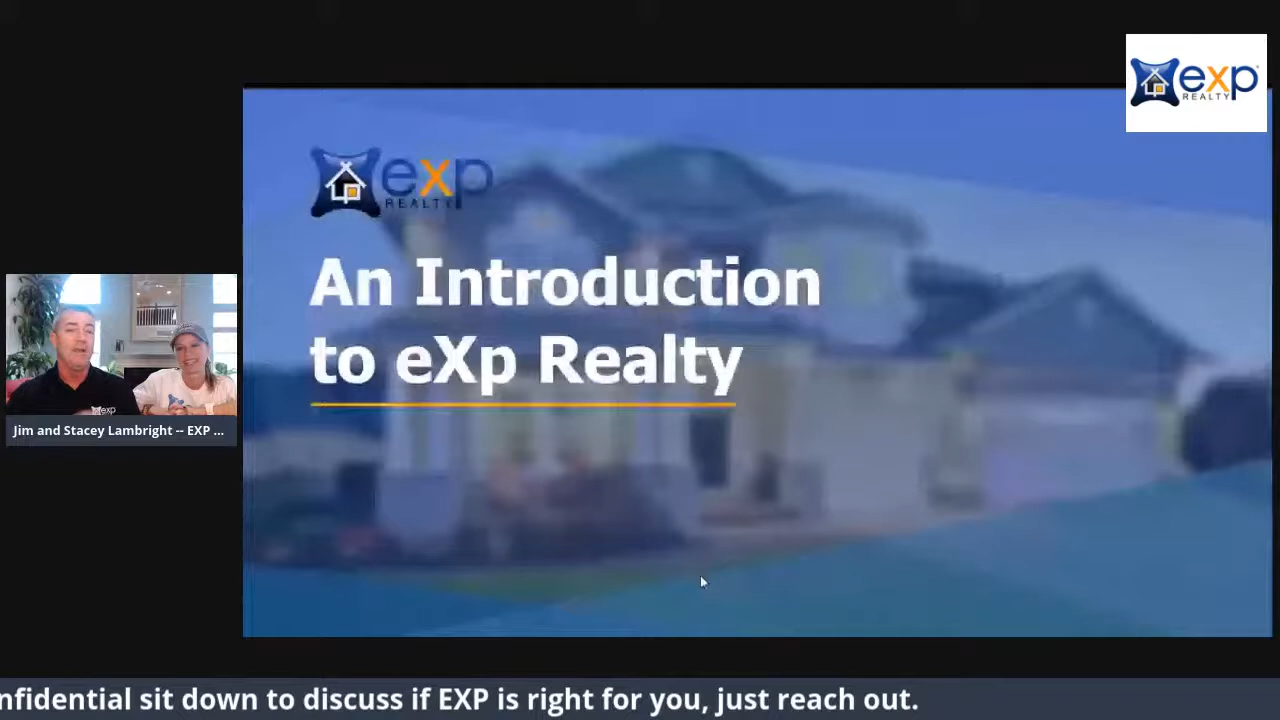 exp
REALTY
exp
REALTY
An Introduction
to eXp Realty
exp
Jim and Stacey Lambright -- EXP ...
nfidential sit down to discuss if EXP is right for you, just reach out.